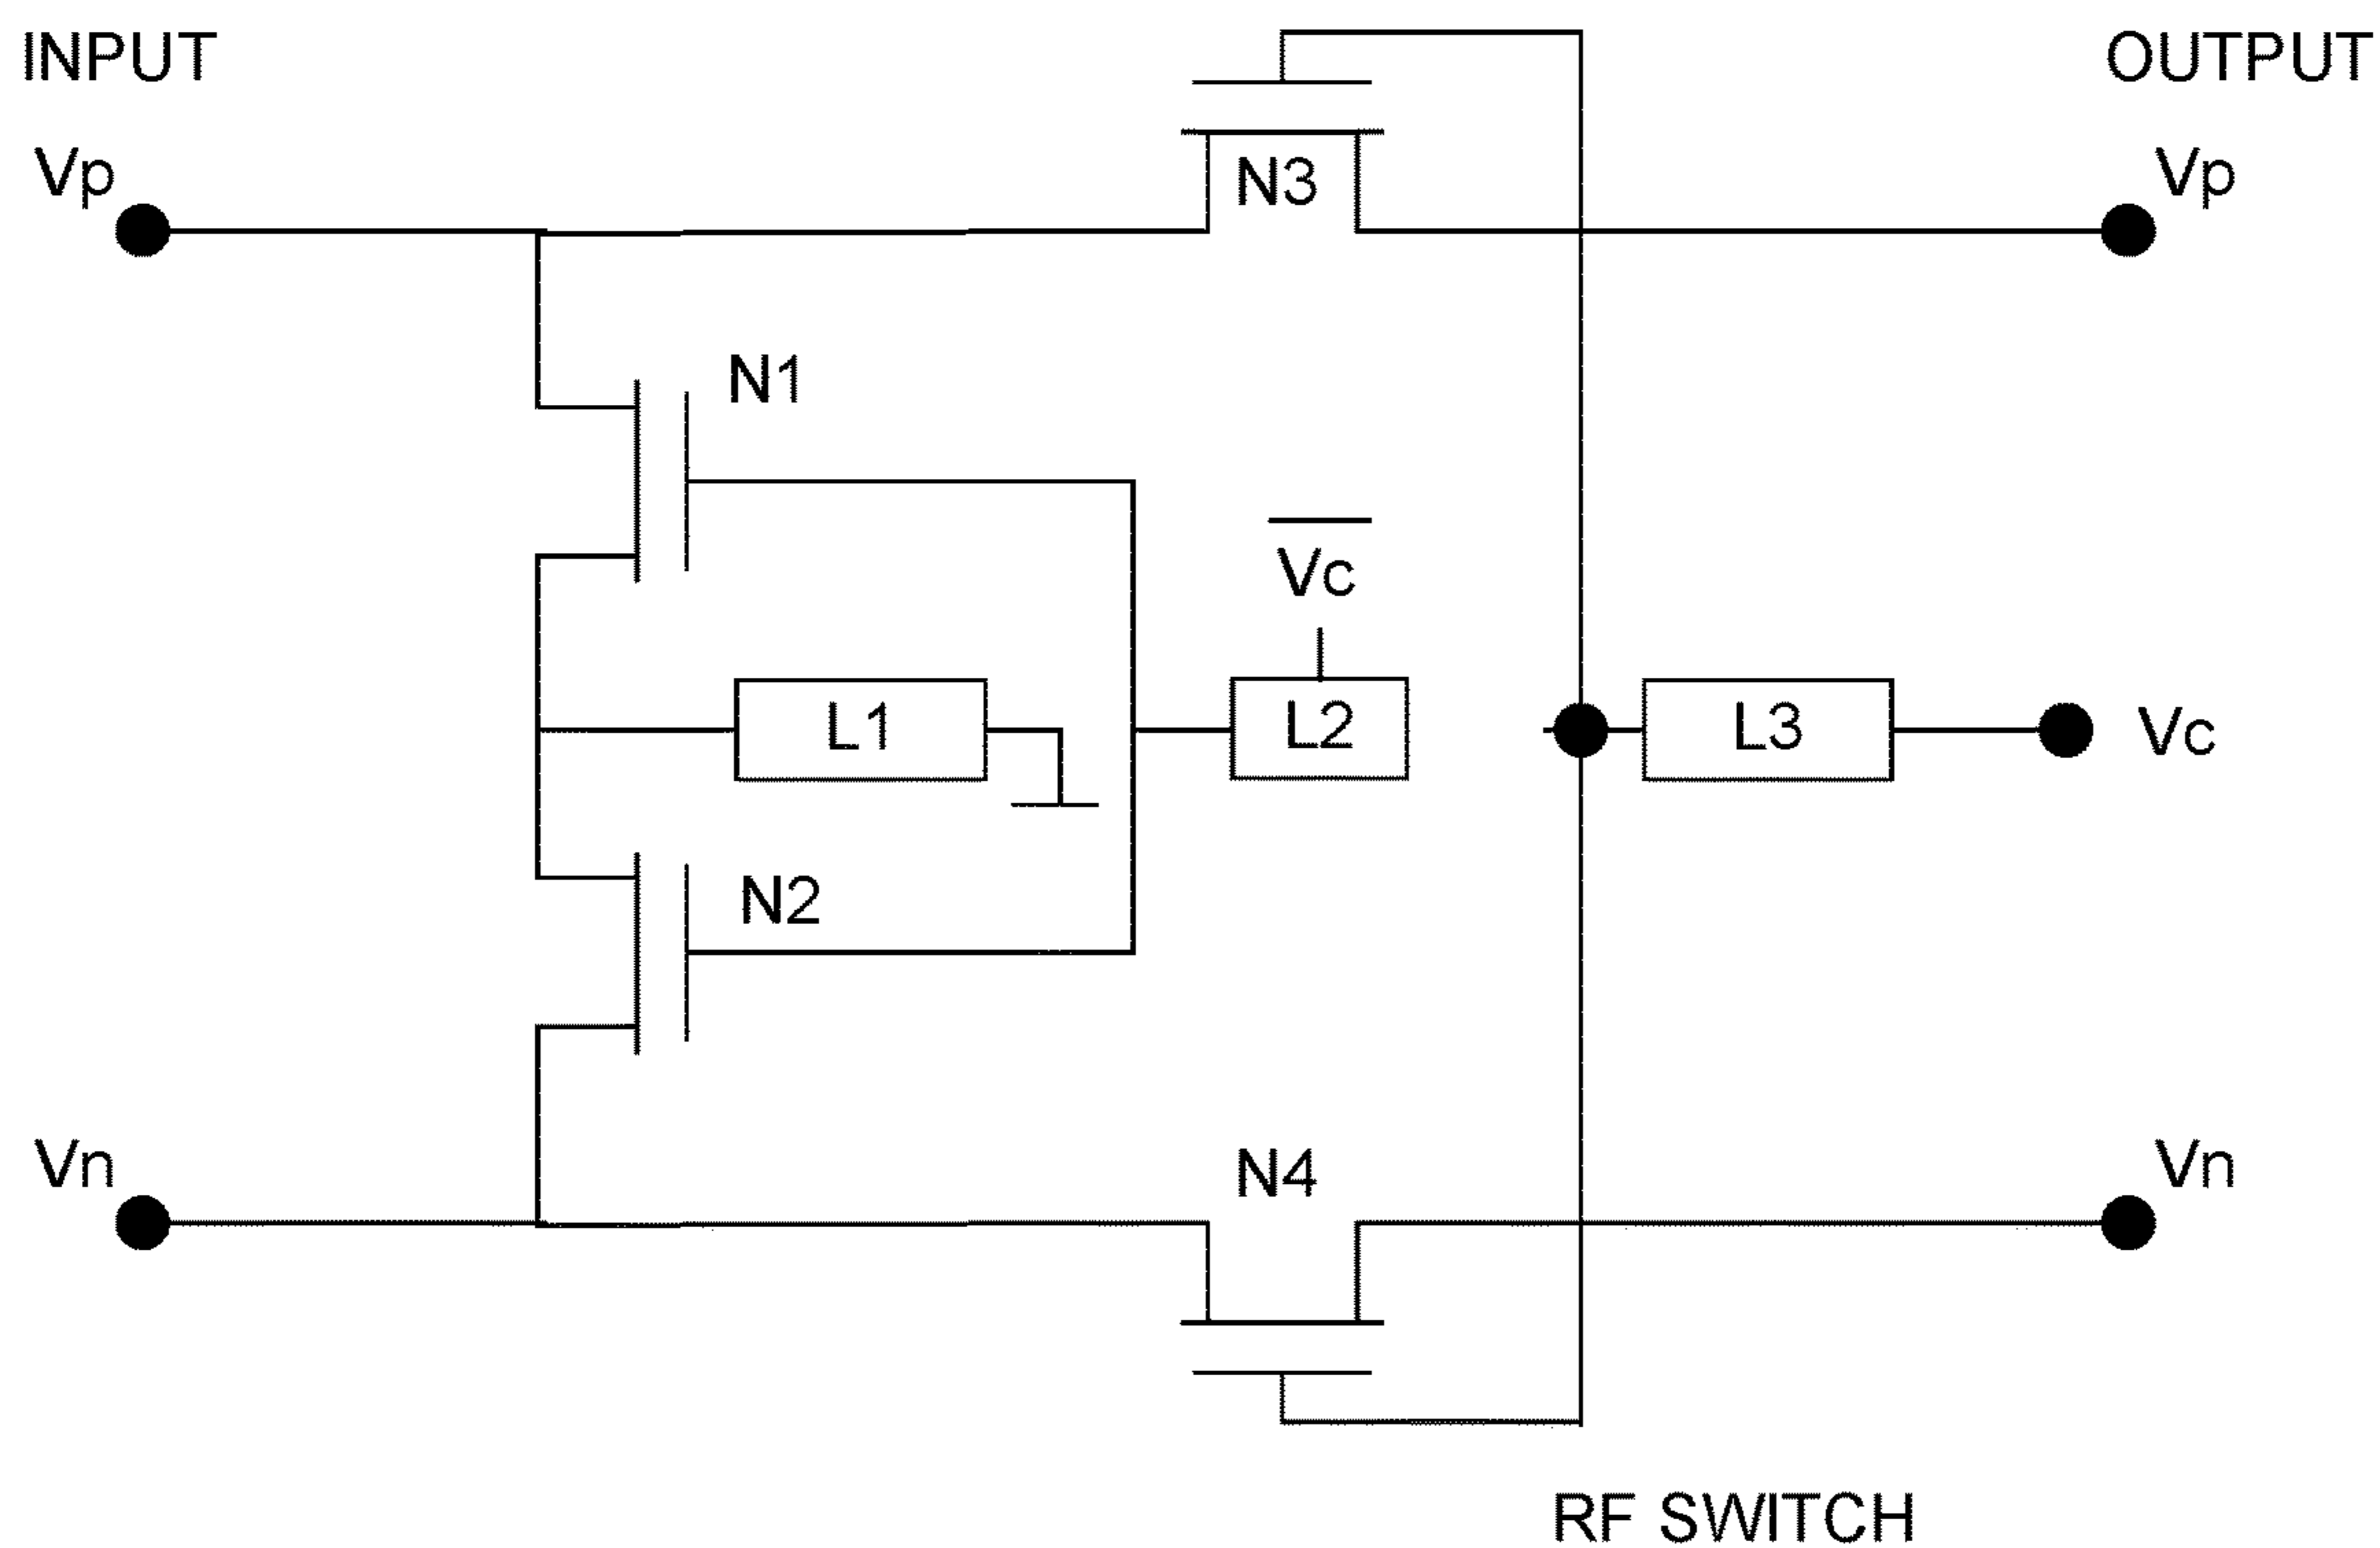 INPUT
OUTPUT
Vp
Vp
N3
N1
Vc
L1
L2
L3
Vc
N2
Vn
N4
Vn
RF SWITCH